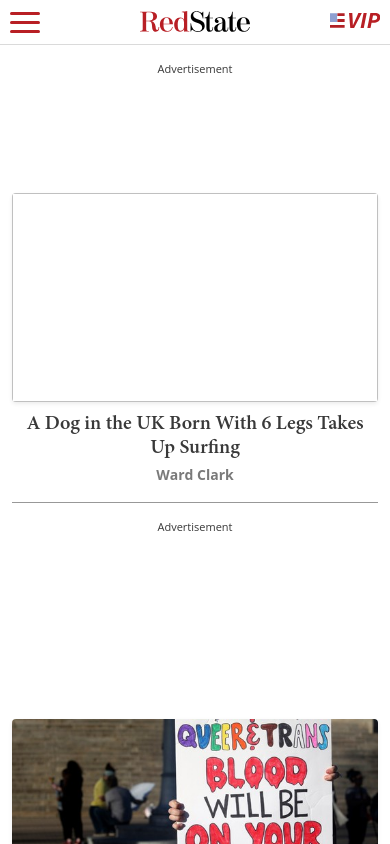 RedState
VIP
Advertisement
A Dog in the UK Born With 6 Legs Takes
Up Surfing
Ward Clark
Advertisement
QUEER & TRANS
BLOOD
WILL BE
ON YOUR